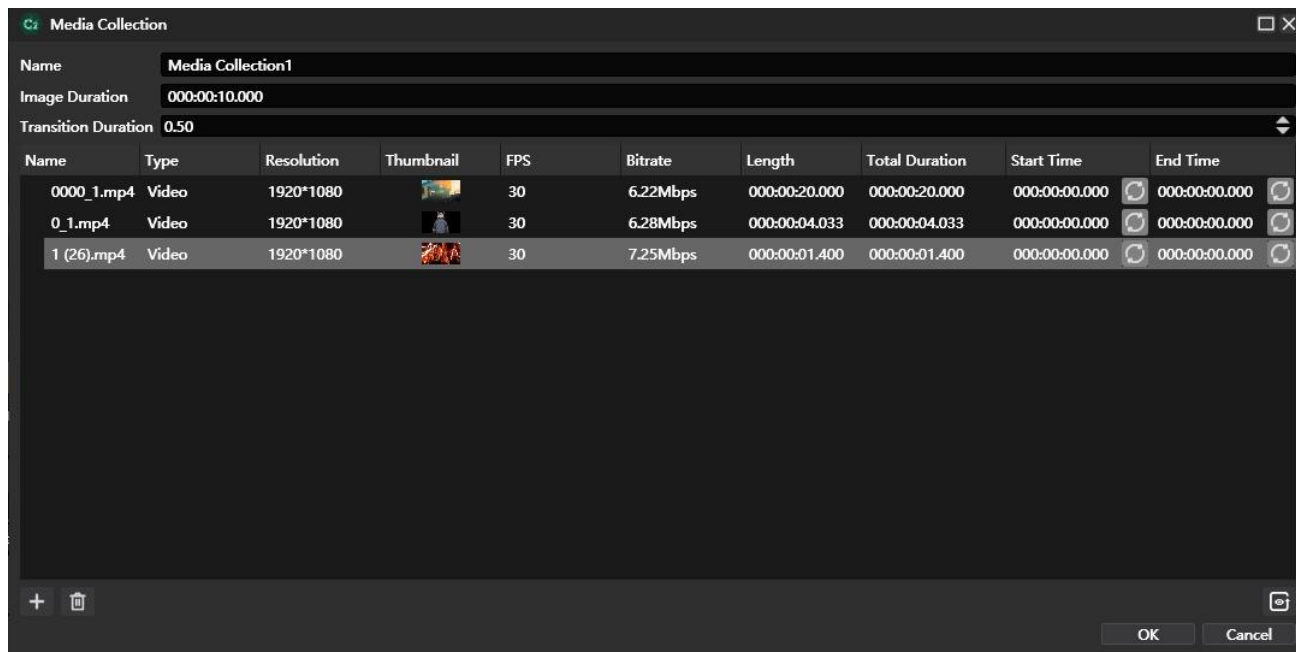 C2 Media Collection
Name Media Collection1
Image Duration 000:00:10.000
Transition Duration 0.50
Name Type Resolution Thumbnail FPS Bitrate Length Total Duration Start Time End Time
0000_1.mp4 Video 1920*1080 30 6.22Mbps 000:00:20.000 000:00:20.000 000:00:00.000 000:00:00.000
0_1.mp4 Video 1920*1080 30 6.28Mbps 000:00:04.033 000:00:04.033 000:00:00.000 000:00:00.000
1 (26).mp4 Video 1920*1080 30 7.25Mbps 000:00:01.400 000:00:01.400 000:00:00.000 000:00:00.000
OK Cancel